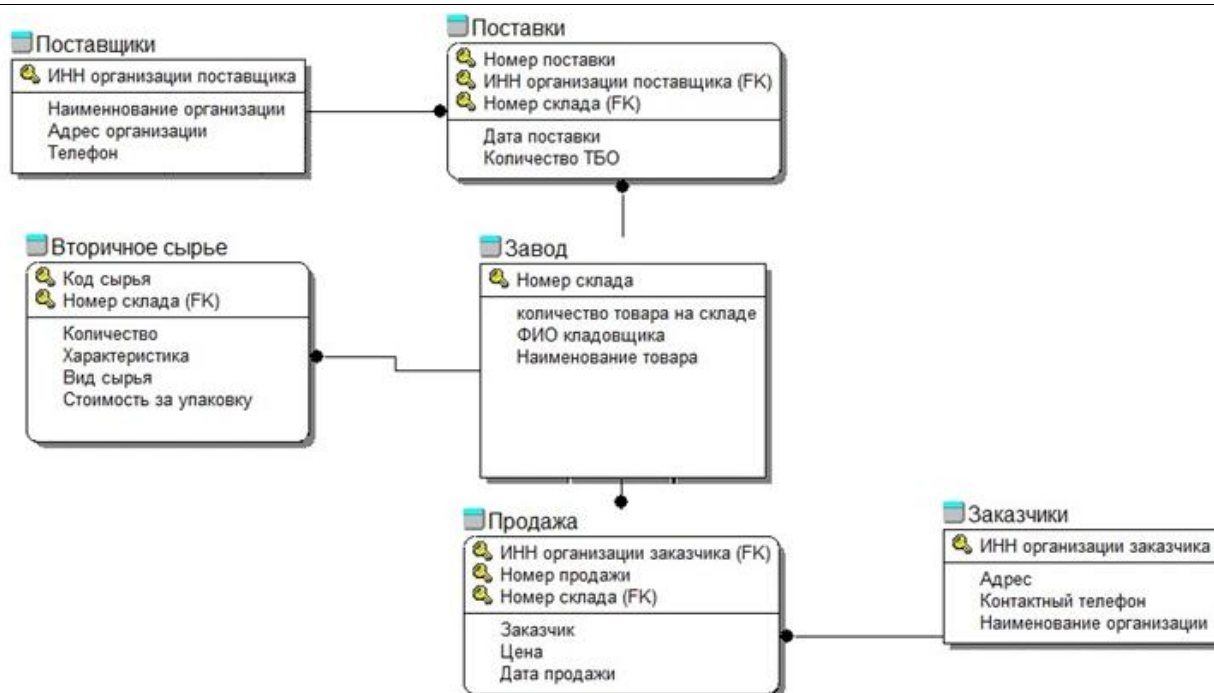 Поставщики
ИНН организации поставщика
Наименнование организации
Адрес организации
Телефон
Поставки
Номер поставки
ИНН организации поставщика (FK)
Номер склада (FK)
Дата поставки
Количество ТБО
Вторичное сырье
Код сырья
Номер склада (FK)
Количество
Характеристика
Вид сырья
Стоимость за упаковку
Завод
Номер склада
количество товара на складе
ФИО кладовщика
Наименование товара
Продажа
ИНН организации заказчика (FK)
Номер продажи
Номер склада (FK)
Заказчик
Цена
Дата продажи
Заказчики
ИНН организации заказчика
Адрес
Контактный телефон
Наименование организации